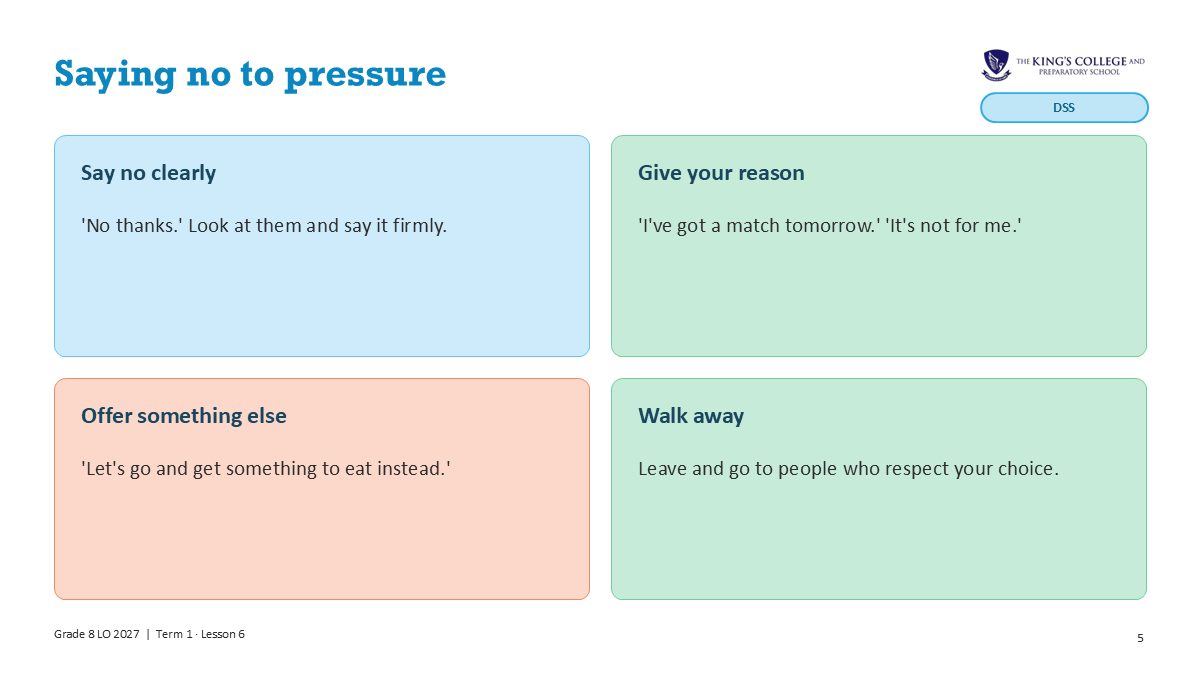 Saying no to pressure
THE KING'S COLLEGE AND
PREPARATORY SCHOOL
DSS
Say no clearly
'No thanks.' Look at them and say it firmly.
Give your reason
'I've got a match tomorrow.' 'It's not for me.'
Offer something else
'Let's go and get something to eat instead.'
Walk away
Leave and go to people who respect your choice.
Grade 8 LO 2027 | Term 1 · Lesson 6
5